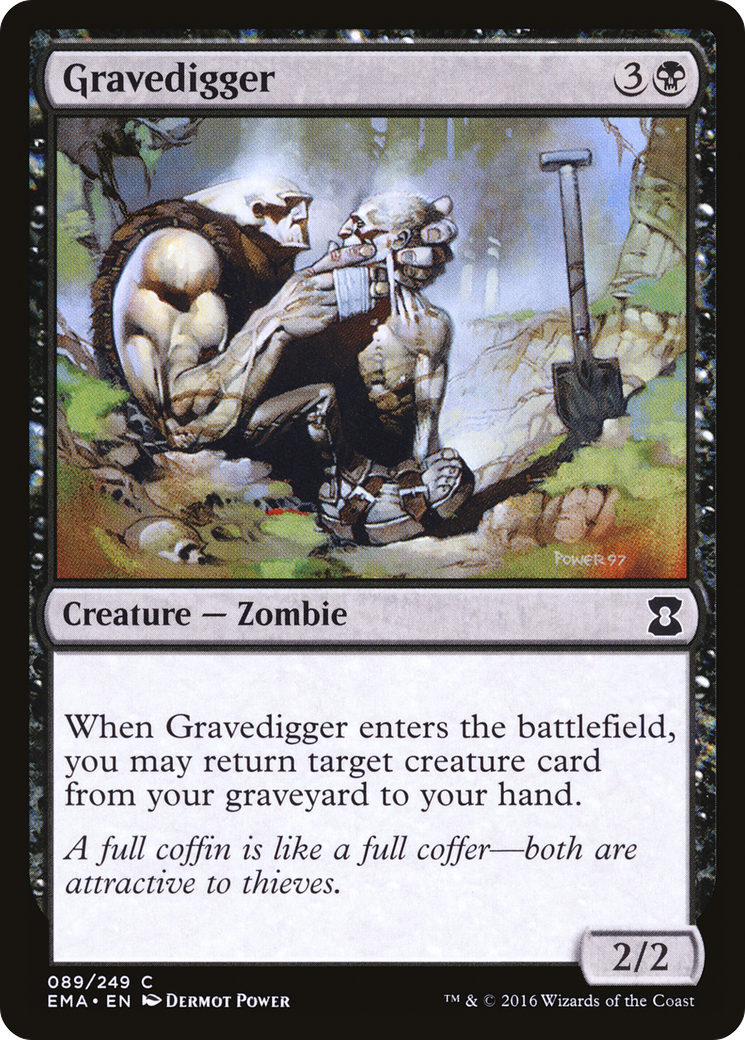 Gravedigger
3
POWER 97
Creature — Zombie
When Gravedigger enters the battlefield,
you may return target creature card
from your graveyard to your hand.
A full coffin is like a full coffer—both are
attractive to thieves.
2/2
089/249 C
EMA • EN Dermot Power
™ & © 2016 Wizards of the Coast